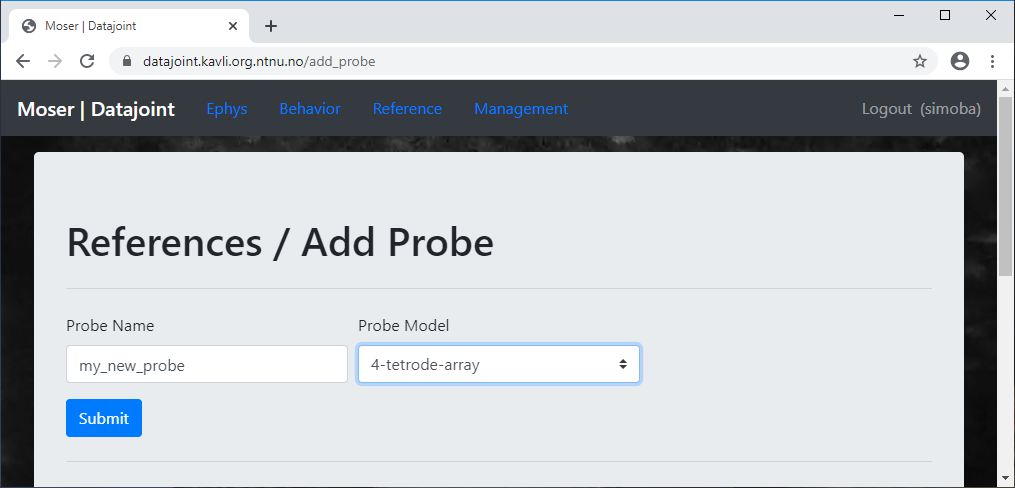 Moser | Datajoint
datajoint.kavli.org.ntnu.no/add_probe
Moser | Datajoint Ephys Behavior Reference Management Logout (simoba)
References / Add Probe
Probe Name Probe Model
my_new_probe 4-tetrode-array
Submit